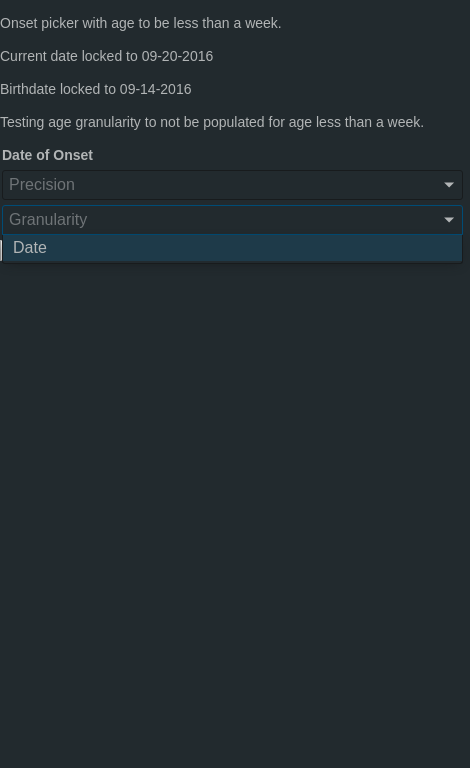 Onset picker with age to be less than a week.
Current date locked to 09-20-2016
Birthdate locked to 09-14-2016
Testing age granularity to not be populated for age less than a week.
Date of Onset
Precision
Granularity
Date